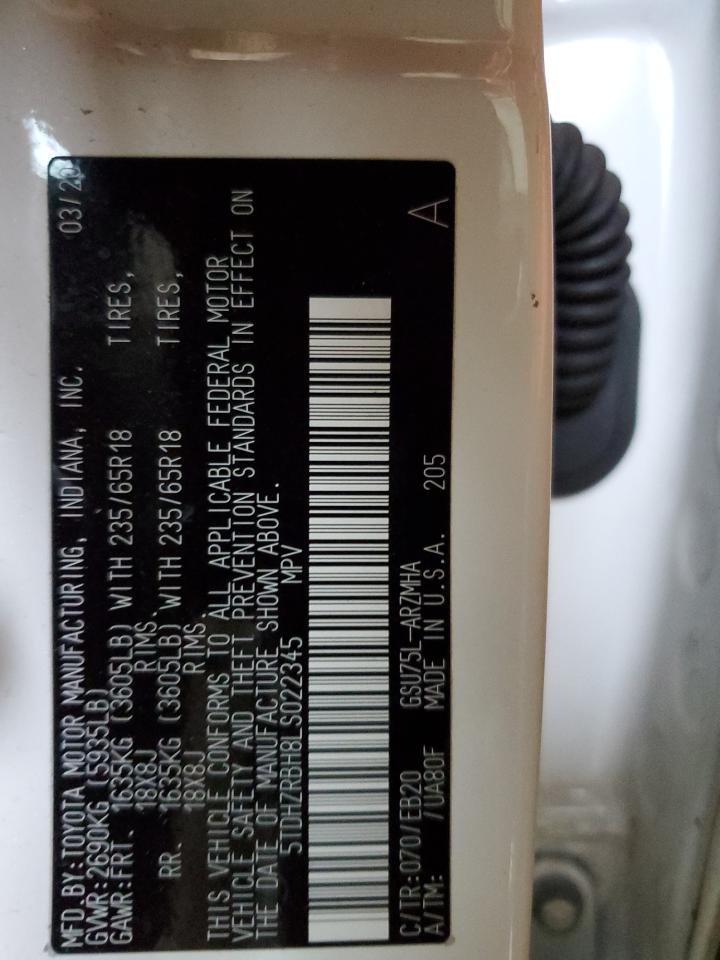 MFD.BY:TOYOTA MOTOR MANUFACTURING, INDIANA, INC. 03/20
GVWR:2690KG (5935LB)
GAWR:FRT. 1635KG (3605LB) WITH 235/65R18 TIRES,
18X8J RIMS.
RR. 1635KG (3605LB) WITH 235/65R18 TIRES,
18X8J RIMS.
THIS VEHICLE CONFORMS TO ALL APPLICABLE FEDERAL MOTOR
VEHICLE SAFETY AND THEFT PREVENTION STANDARDS IN EFFECT ON
THE DATE OF MANUFACTURE SHOWN ABOVE.
5TDHZRBH8LS022345 MPV
C/TR:070/EB20 GSU75L-ARZMHA A
A/TM: /UA80F MADE IN U.S.A. 205